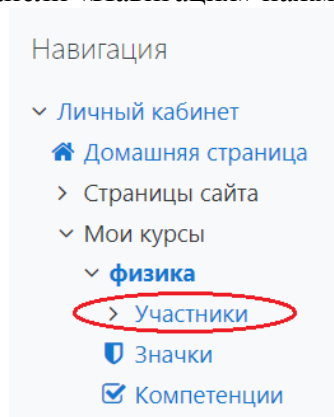 Навигация
Личный кабинет
Домашняя страница
Страницы сайта
Мои курсы
физика
Участники
Значки
Компетенции